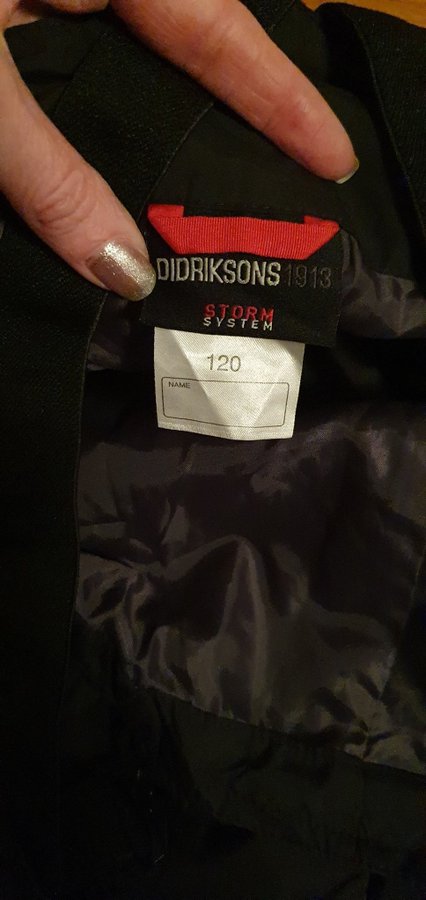 DIDRIKSONS 1913
STORM
SYSTEM
120
NAME